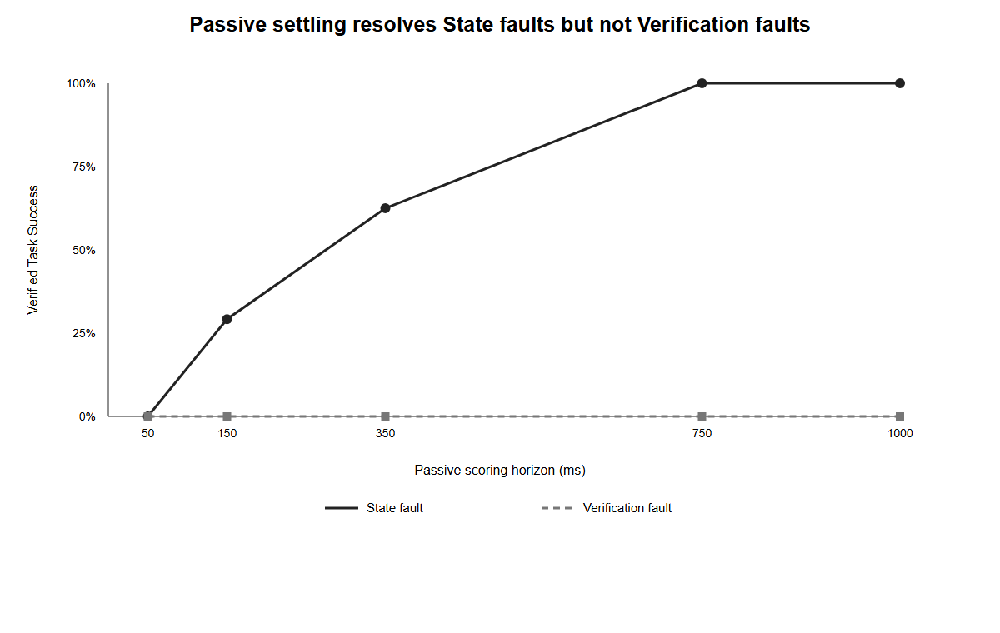 Passive settling resolves State faults but not Verification faults
100%
75%
Verified Task Success
50%
25%
0%
50 150 350 750 1000
Passive scoring horizon (ms)
State fault Verification fault